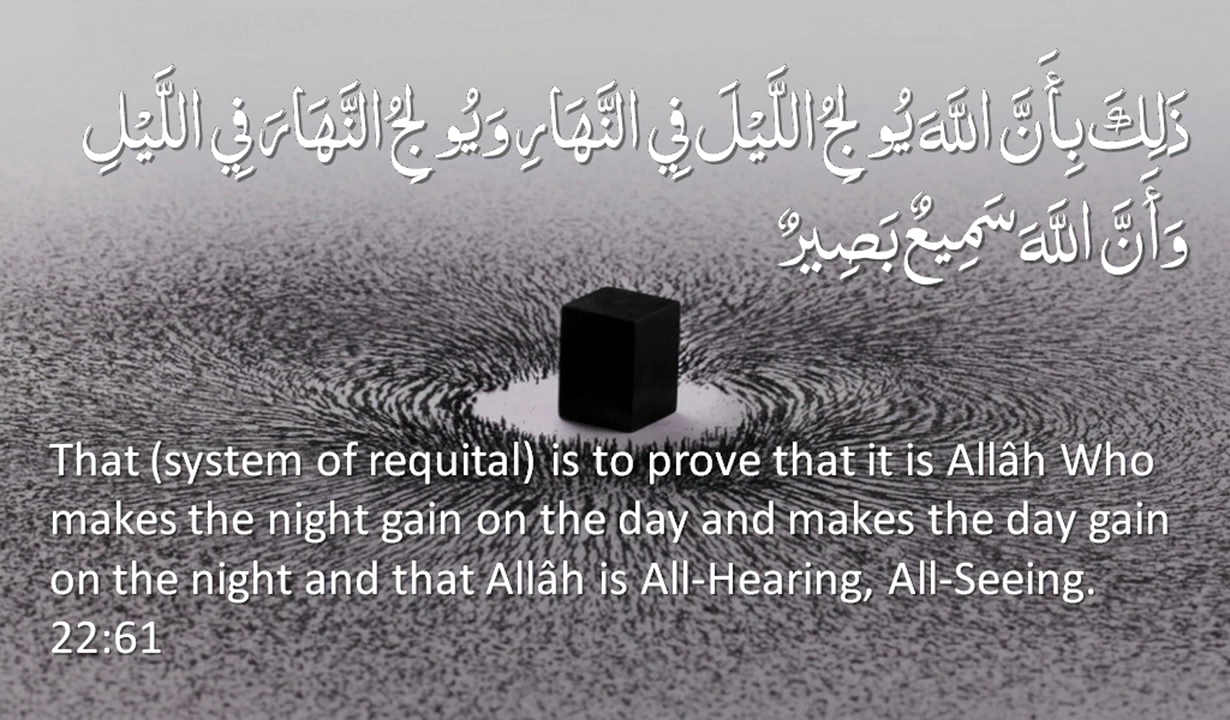 ذَلِكَ بِأَنَّ اللَّهَ يُولِجُ اللَّيْلَ فِي النَّهَارِ وَيُولِجُ النَّهَارَ فِي اللَّيْلِ
وَأَنَّ اللَّهَ سَمِيعٌ بَصِيرٌ
That (system of requital) is to prove that it is Allâh Who
makes the night gain on the day and makes the day gain
on the night and that Allâh is All-Hearing, All-Seeing.
22:61